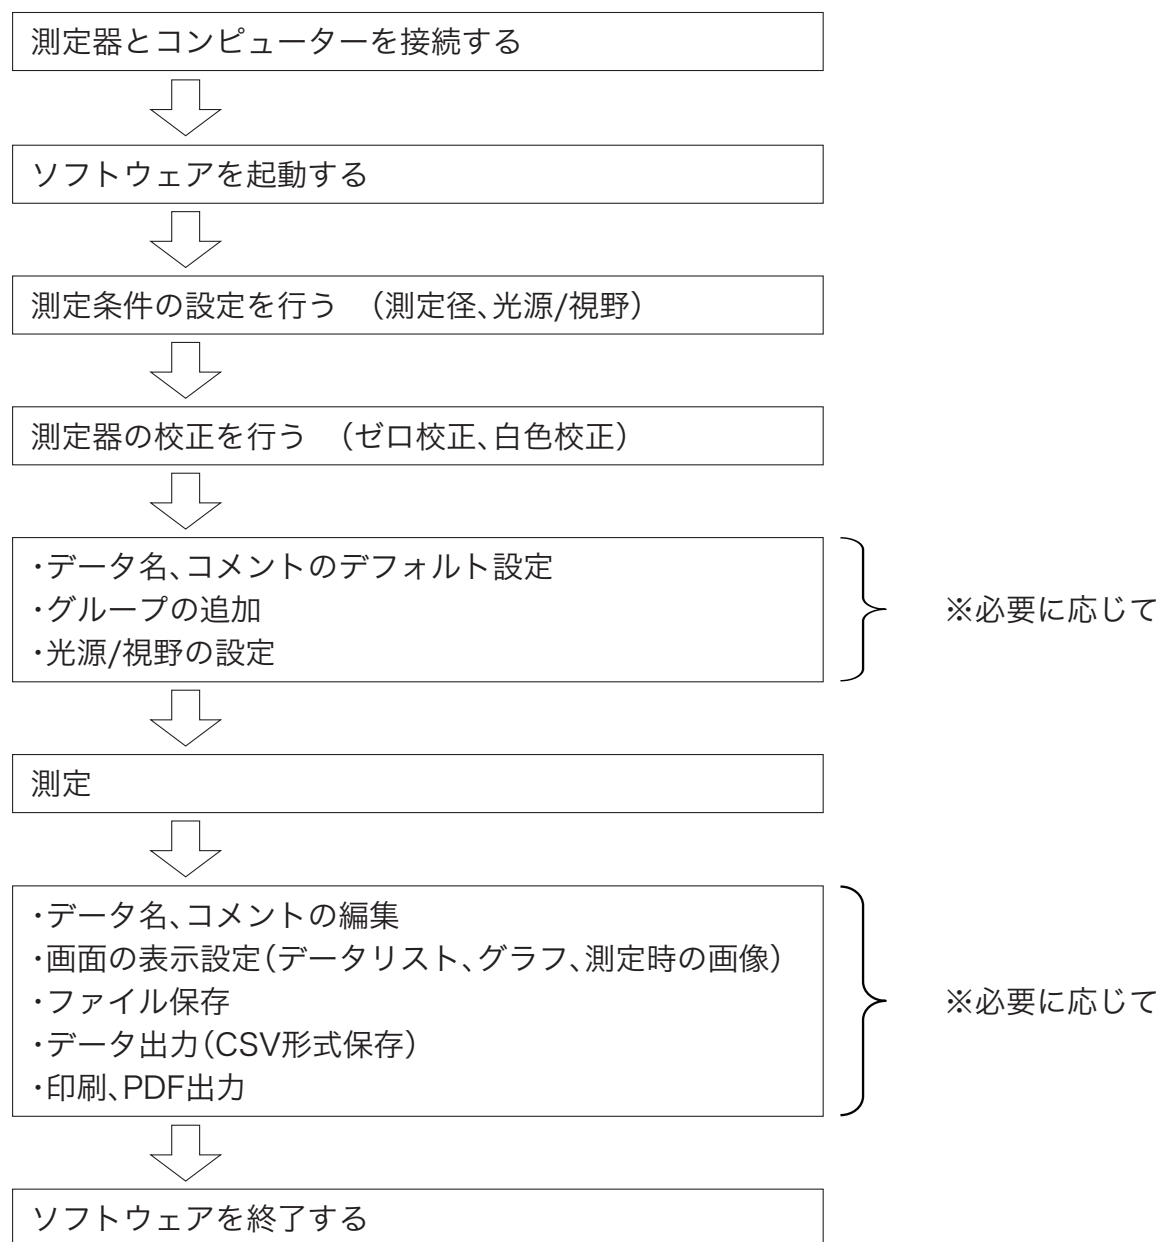 測定器とコンピューターを接続する
ソフトウェアを起動する
測定条件の設定を行う　（測定径、光源/視野）
測定器の校正を行う　（ゼロ校正、白色校正）
・データ名、コメントのデフォルト設定
・グループの追加
・光源/視野の設定
※必要に応じて
測定
・データ名、コメントの編集
・画面の表示設定（データリスト、グラフ、測定時の画像）
・ファイル保存
・データ出力（CSV形式保存）
・印刷、PDF出力
※必要に応じて
ソフトウェアを終了する